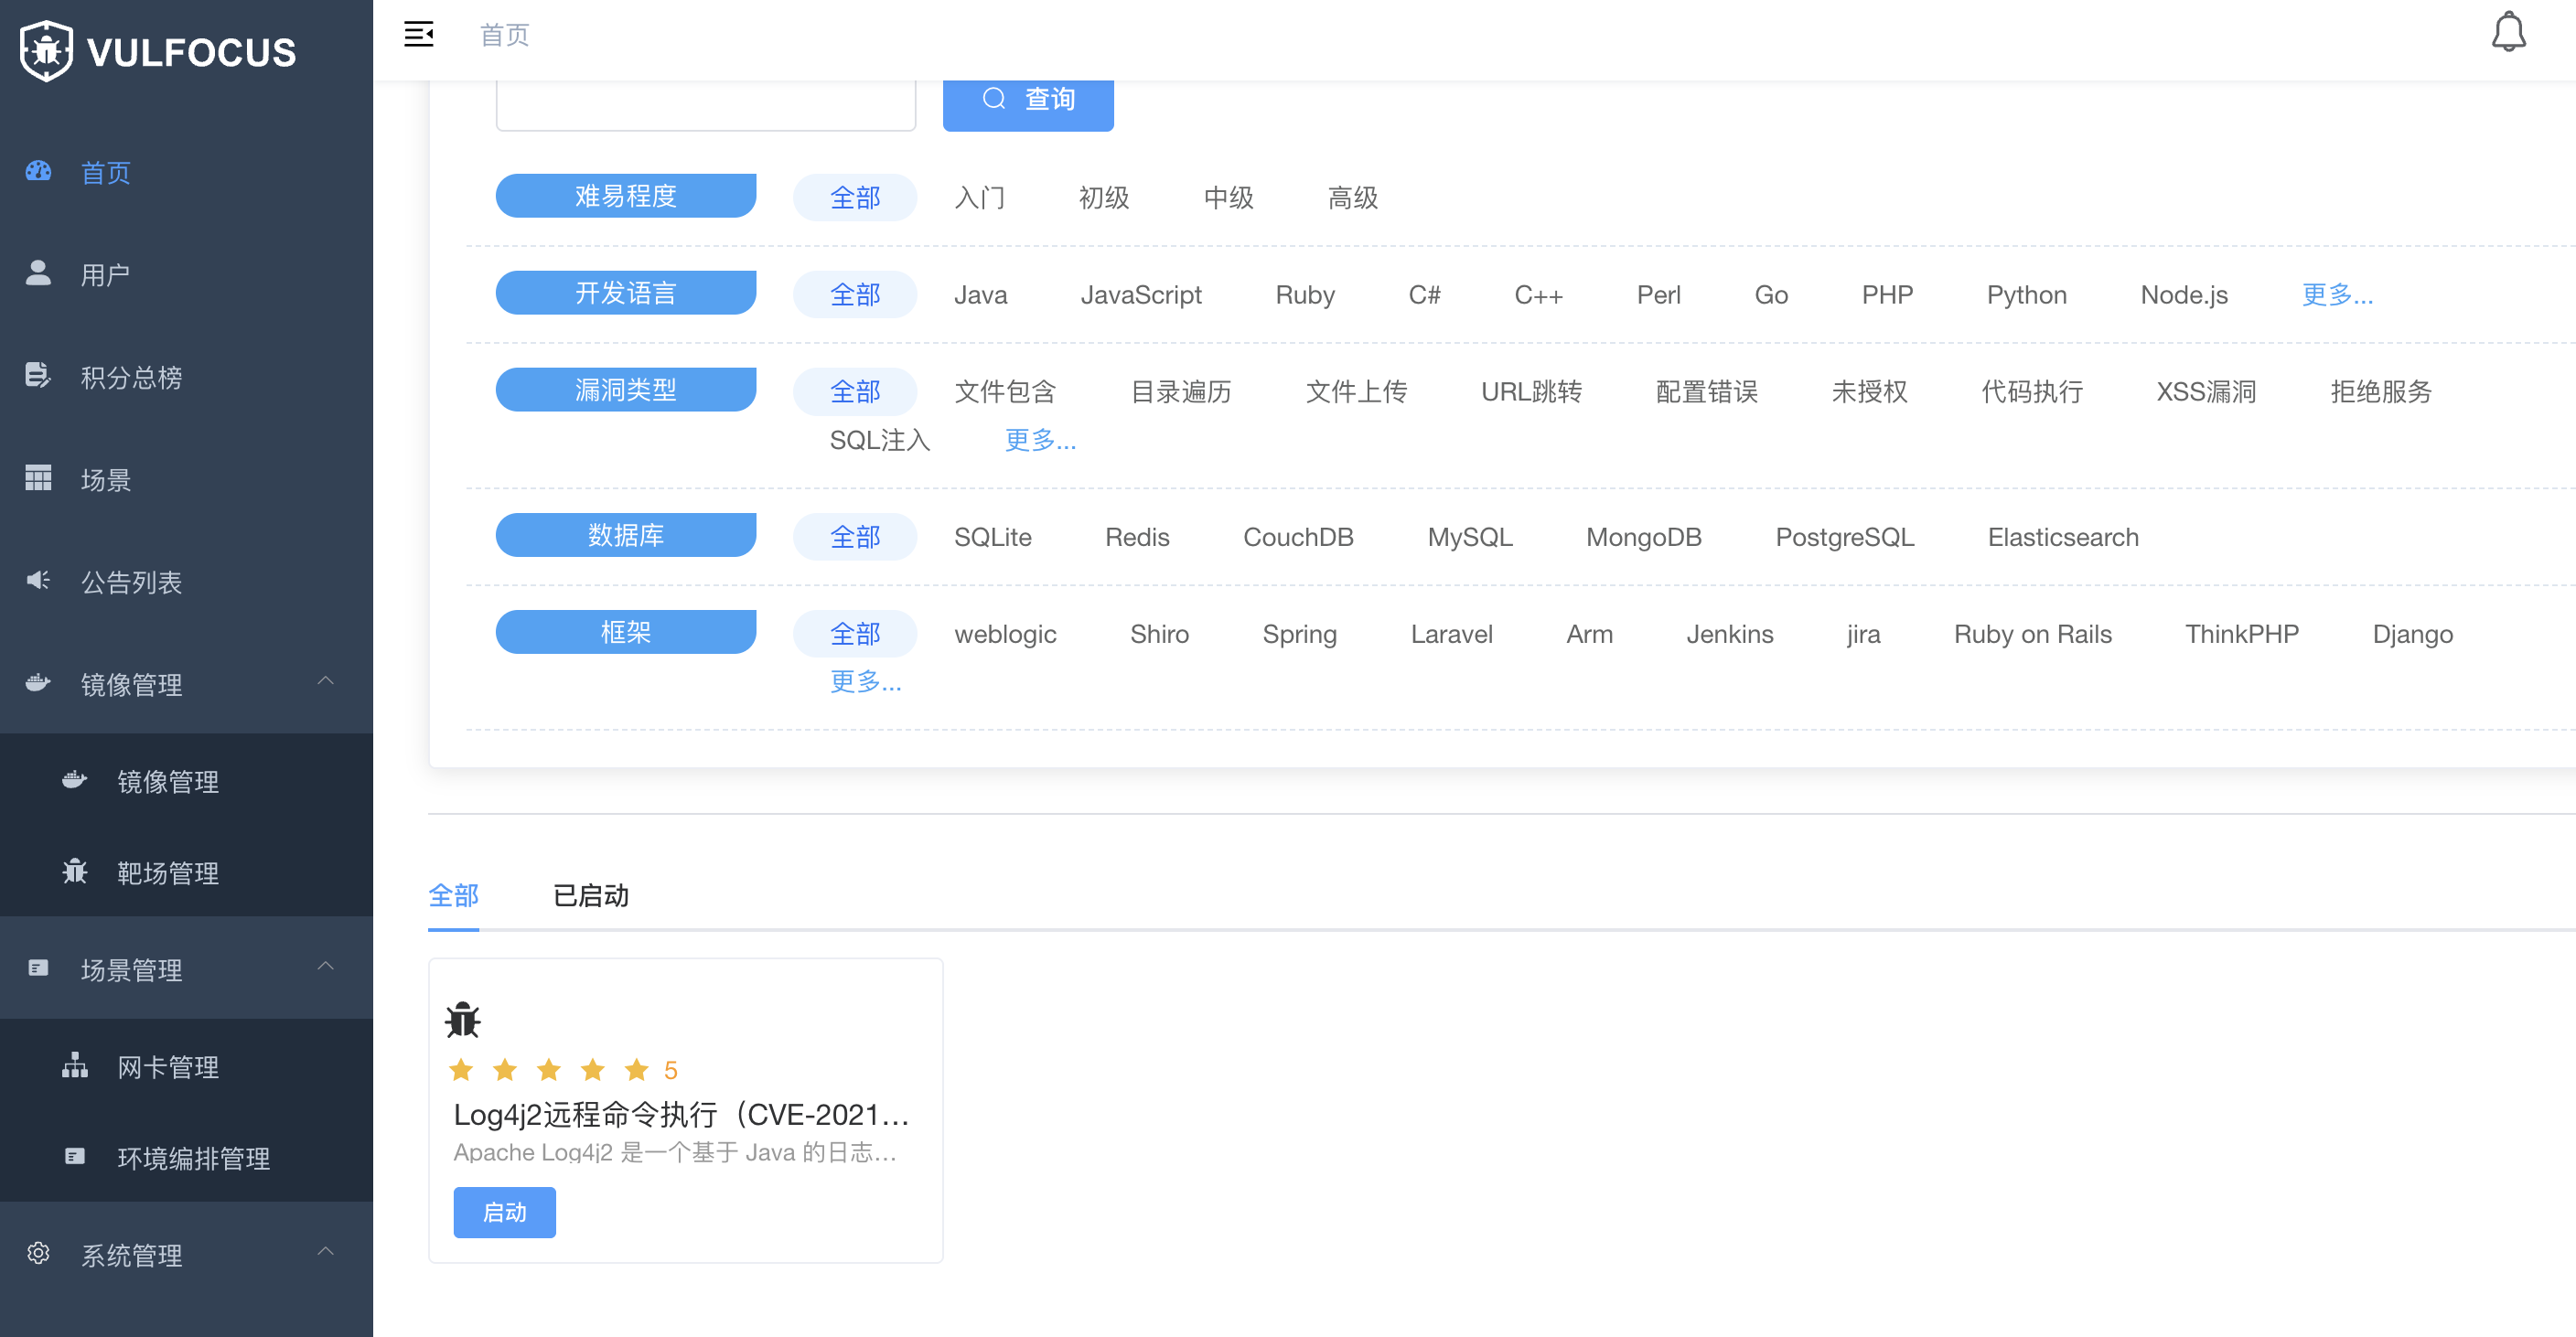 VULFOCUS
首页
用户
积分总榜
场景
公告列表
镜像管理
镜像管理
靶场管理
场景管理
网卡管理
环境编排管理
系统管理
首页
查询
难易程度 全部 入门 初级 中级 高级
开发语言 全部 Java JavaScript Ruby C# C++ Perl Go PHP Python Node.js 更多...
漏洞类型 全部 文件包含 目录遍历 文件上传 URL跳转 配置错误 未授权 代码执行 XSS漏洞 拒绝服务
SQL注入 更多...
数据库 全部 SQLite Redis CouchDB MySQL MongoDB PostgreSQL Elasticsearch
框架 全部 weblogic Shiro Spring Laravel Arm Jenkins jira Ruby on Rails ThinkPHP Django
更多...
全部 已启动
5
Log4j2远程命令执行（CVE-2021...
Apache Log4j2 是一个基于 Java 的日志...
启动